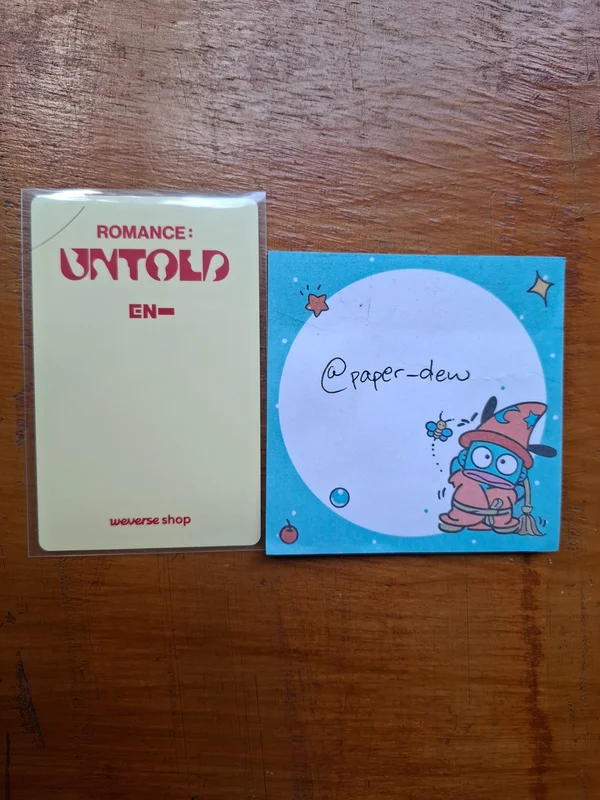 ROMANCE:
UNTOLD
EN-
weverse shop
@paper-dew